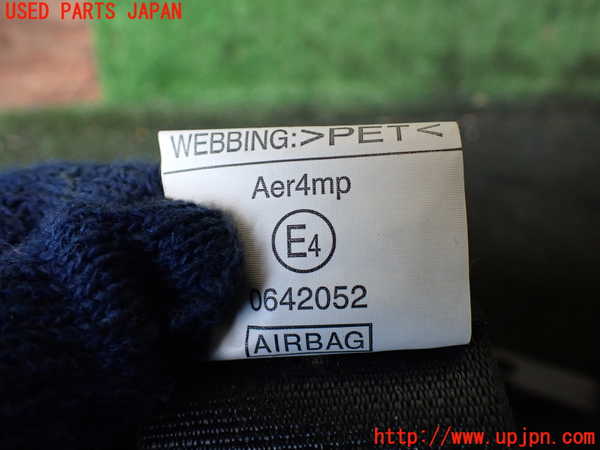 USED PARTS JAPAN
WEBBING:>PET<
Aer4mp
E4
0642052
AIRBAG
http://www.upjpn.com/